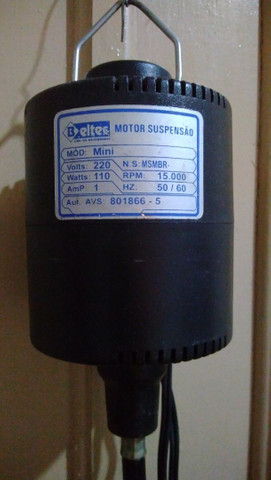 Beltec MOTOR SUSPENSÃO
MÓD: Mini
Volts: 220 N.S: MSMBR-
Watts: 110 RPM: 15.000
AmP: 1 HZ: 50 / 60
Aut. AVS: 801866 - 5